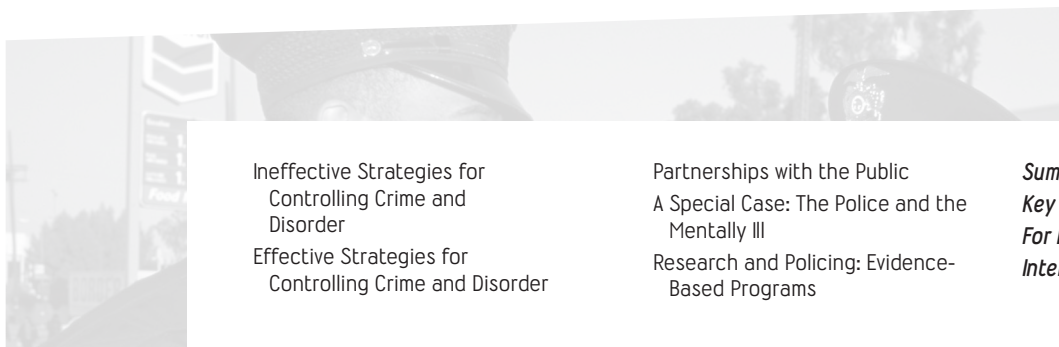 Ineffective Strategies for
Controlling Crime and
Disorder
Effective Strategies for
Controlling Crime and Disorder
Partnerships with the Public
A Special Case: The Police and the
Mentally Ill
Research and Policing: Evidence-
Based Programs
Key